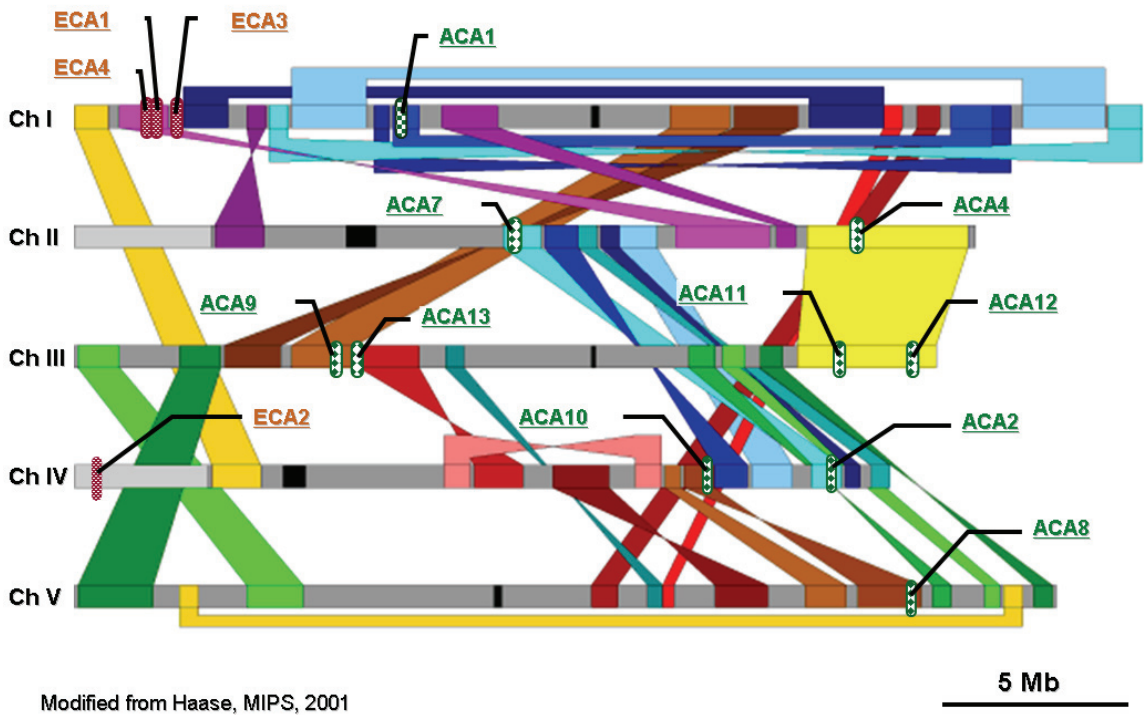 ECA1
ECA3
ECA4
ACA1
Ch I
ACA7
ACA4
Ch II
ACA9
ACA13
ACA11
ACA12
Ch III
ECA2
ACA10
ACA2
Ch IV
ACA8
Ch V
5 Mb
Modified from Haase, MIPS, 2001